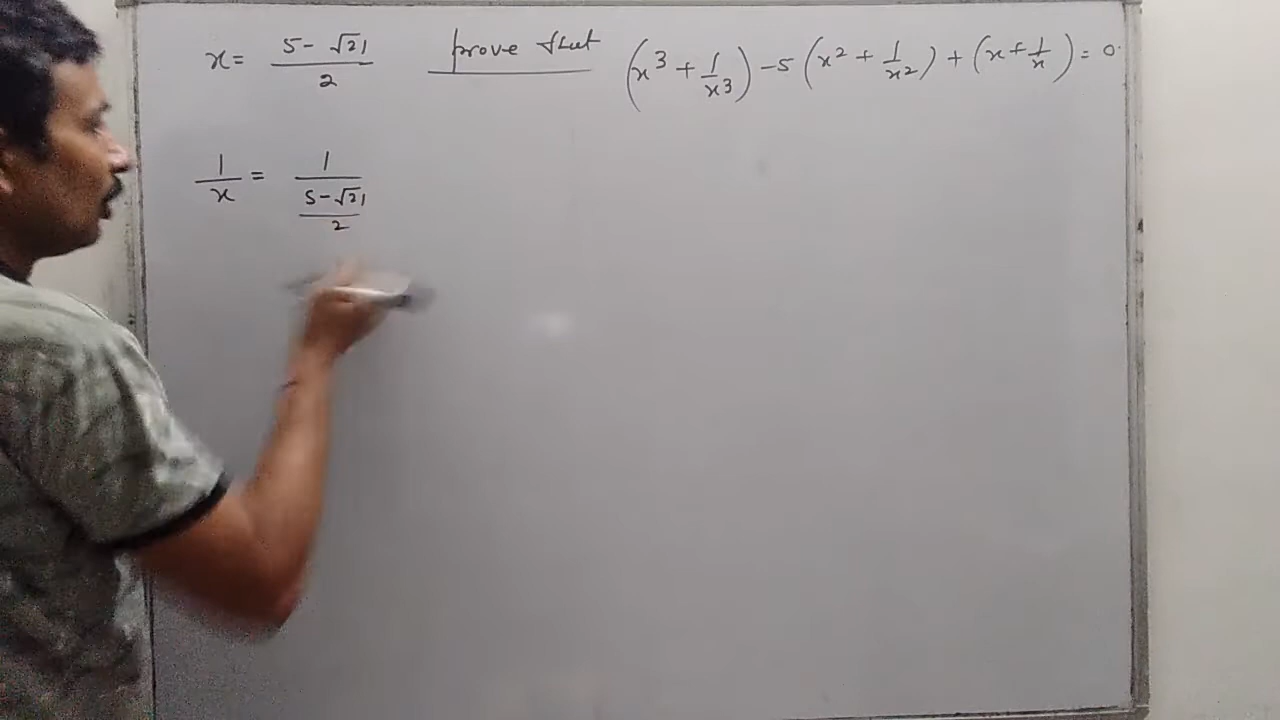 x = (5 - √21)/2 prove that (x³ + 1/x³) - 5 (x² + 1/x²) + (x + 1/x) = 0.
1/x = 1/((5 - √21)/2)